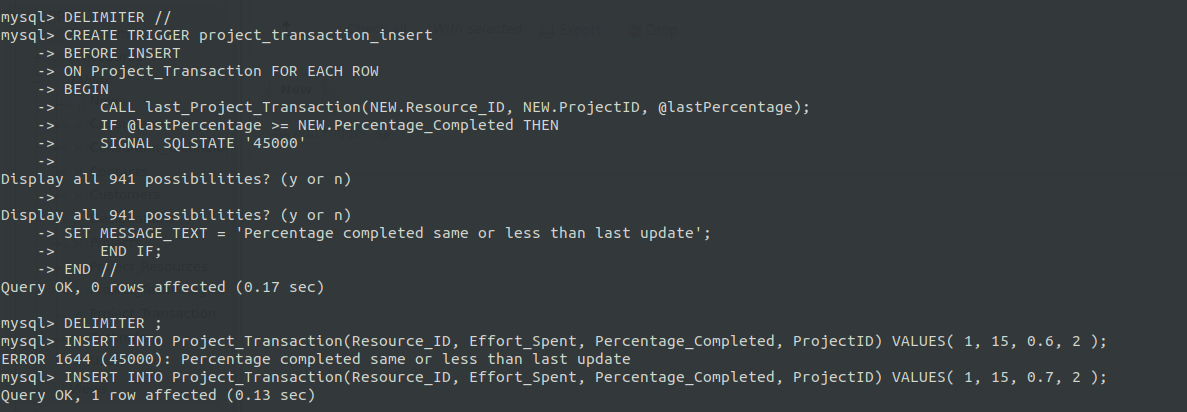 mysql> DELIMITER //
mysql> CREATE TRIGGER project_transaction_insert
    -> BEFORE INSERT
    -> ON Project_Transaction FOR EACH ROW
    -> BEGIN
    ->     CALL last_Project_Transaction(NEW.Resource_ID, NEW.ProjectID, @lastPercentage);
    ->     IF @lastPercentage >= NEW.Percentage_Completed THEN
    ->     SIGNAL SQLSTATE '45000'
    ->
Display all 941 possibilities? (y or n)
    ->
Display all 941 possibilities? (y or n)
    -> SET MESSAGE_TEXT = 'Percentage completed same or less than last update';
    ->     END IF;
    -> END //
Query OK, 0 rows affected (0.17 sec)
mysql> DELIMITER ;
mysql> INSERT INTO Project_Transaction(Resource_ID, Effort_Spent, Percentage_Completed, ProjectID) VALUES( 1, 15, 0.6, 2 );
ERROR 1644 (45000): Percentage completed same or less than last update
mysql> INSERT INTO Project_Transaction(Resource_ID, Effort_Spent, Percentage_Completed, ProjectID) VALUES( 1, 15, 0.7, 2 );
Query OK, 1 row affected (0.13 sec)